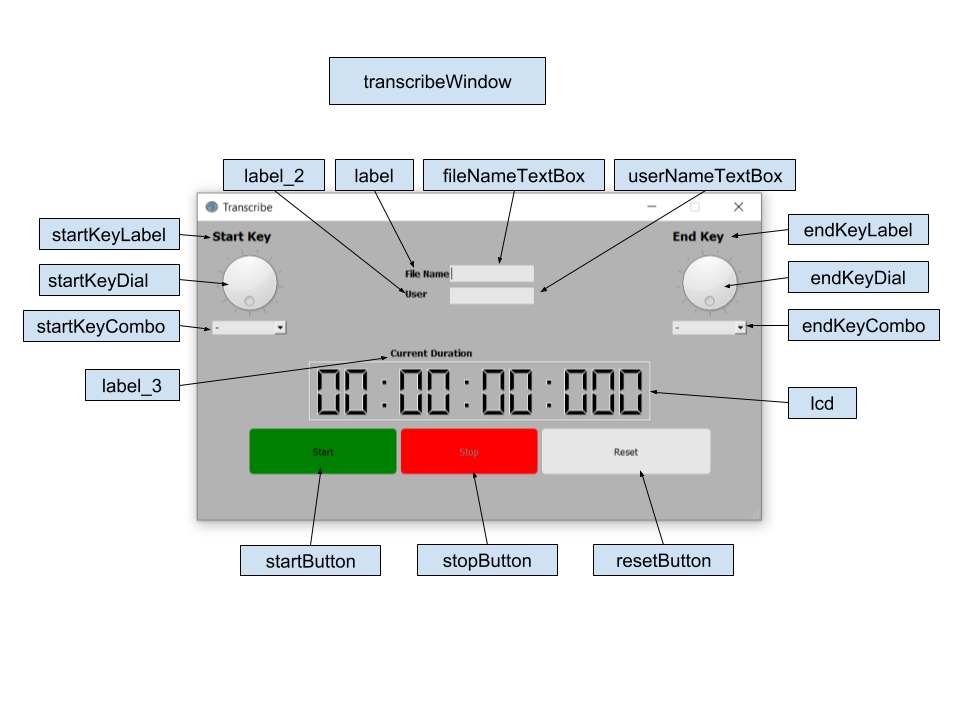 transcribeWindow
label_2
label
fileNameTextBox
userNameTextBox
Transcribe
startKeyLabel
Start Key
End Key
endKeyLabel
startKeyDial
File Name
endKeyDial
User
startKeyCombo
-
-
endKeyCombo
Current Duration
label_3
00:00:00:000
lcd
Start
Stop
Reset
startButton
stopButton
resetButton